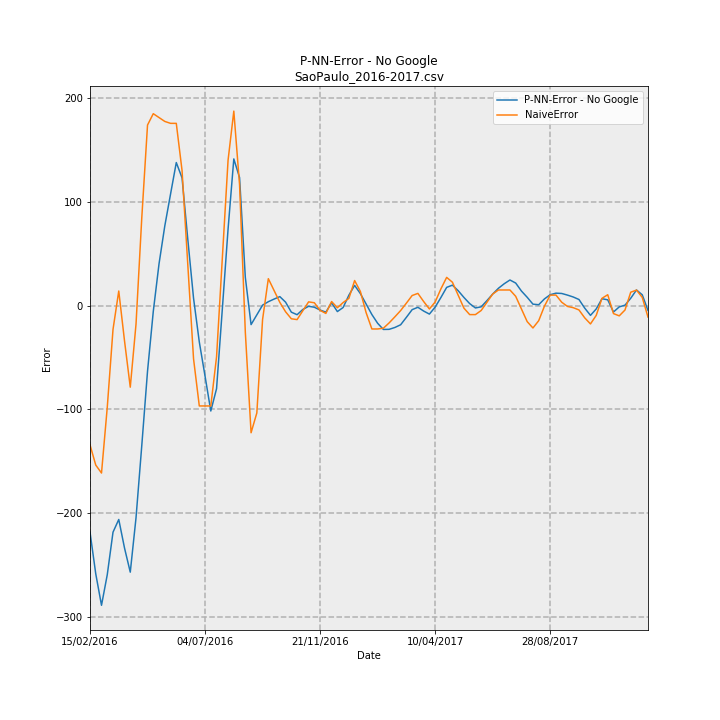 P-NN-Error - No Google
SaoPaulo_2016-2017.csv
P-NN-Error - No Google
NaiveError
200
100
0
−100
−200
−300
Error
15/02/2016
04/07/2016
21/11/2016
10/04/2017
28/08/2017
Date